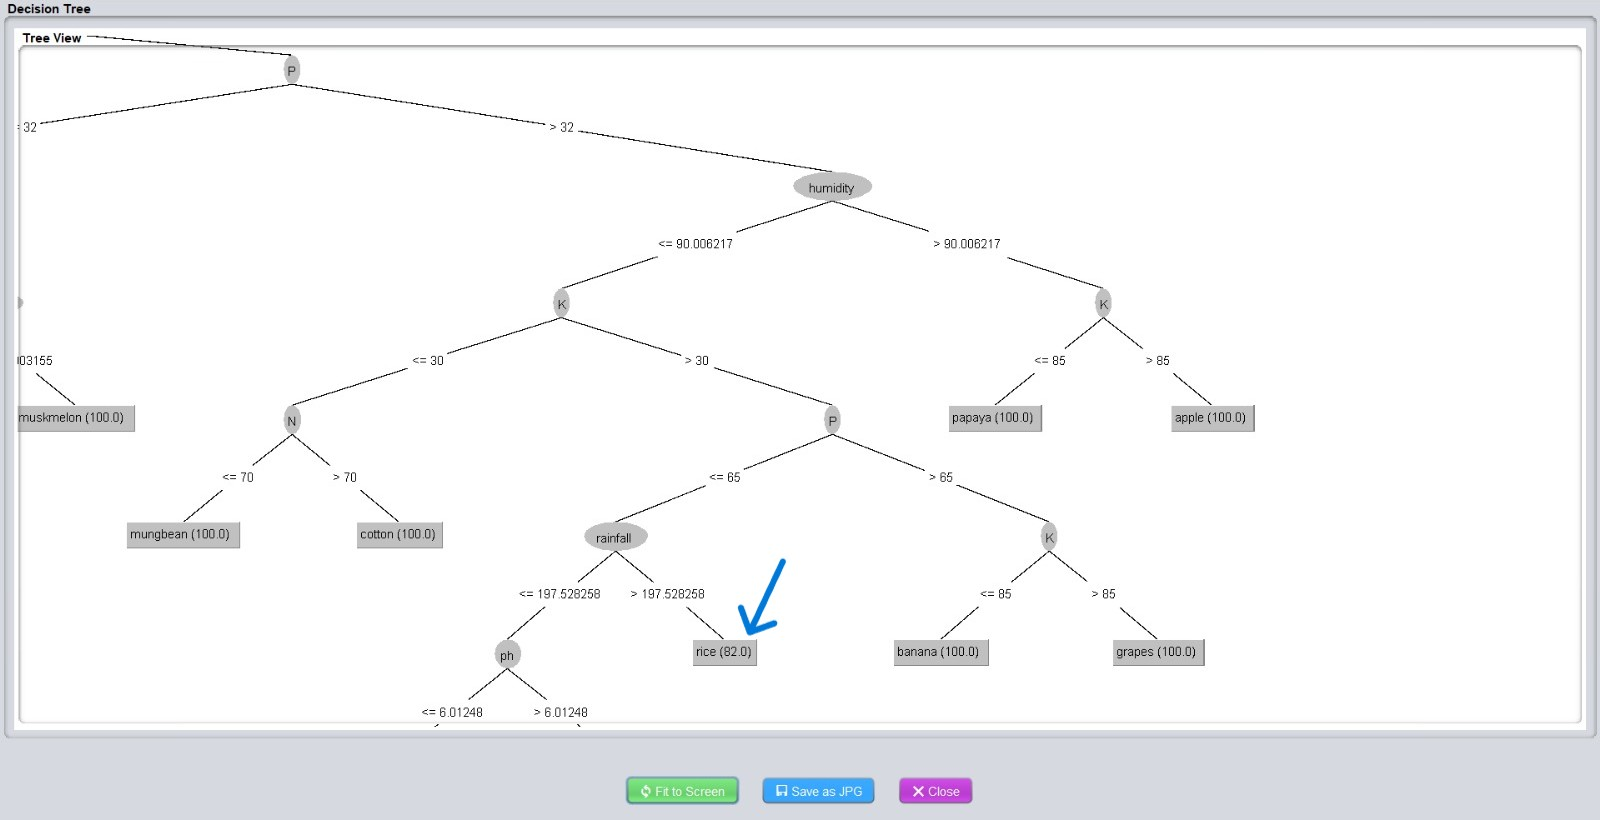 Decision Tree
Tree View
P
32
> 32
humidity
<= 90.006217
> 90.006217
K
K
03155
<= 30
> 30
<= 85
> 85
muskmelon (100.0)
N
P
papaya (100.0)
apple (100.0)
<= 70
> 70
<= 65
> 65
mungbean (100.0)
cotton (100.0)
rainfall
K
<= 197.528258
> 197.528258
<= 85
> 85
ph
rice (82.0)
banana (100.0)
grapes (100.0)
<= 6.01248
> 6.01248
Fit to Screen
Save as JPG
Close